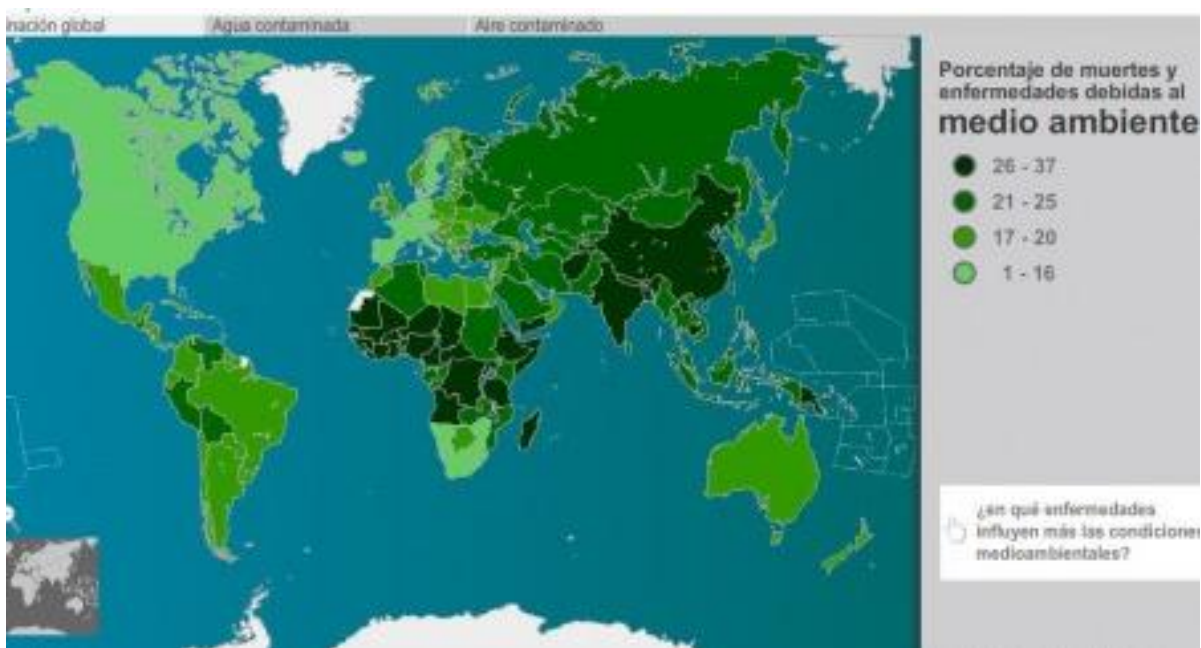 inación global
Agua contaminada
Aire contaminado
Porcentaje de muertes y
enfermedades debidas al
medio ambiente
26 - 37
21 - 25
17 - 20
1 - 16
¿en qué enfermedades
influyen más las condiciones
medioambientales?